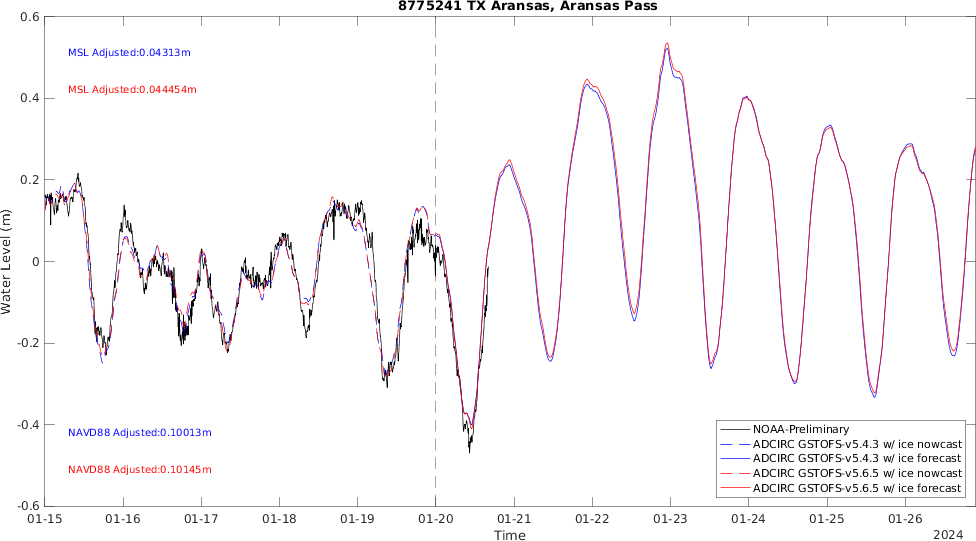 8775241 TX Aransas, Aransas Pass
0.6
MSL Adjusted:0.04313m
0.4
MSL Adjusted:0.044454m
0.2
Water Level (m)
0
-0.2
-0.4
NAVD88 Adjusted:0.10013m
NAVD88 Adjusted:0.10145m
NOAA-Preliminary
ADCIRC GSTOFS-v5.4.3 w/ ice nowcast
ADCIRC GSTOFS-v5.4.3 w/ ice forecast
ADCIRC GSTOFS-v5.6.5 w/ ice nowcast
ADCIRC GSTOFS-v5.6.5 w/ ice forecast
-0.6
01-15 01-16 01-17 01-18 01-19 01-20 01-21 01-22 01-23 01-24 01-25 01-26
Time
2024